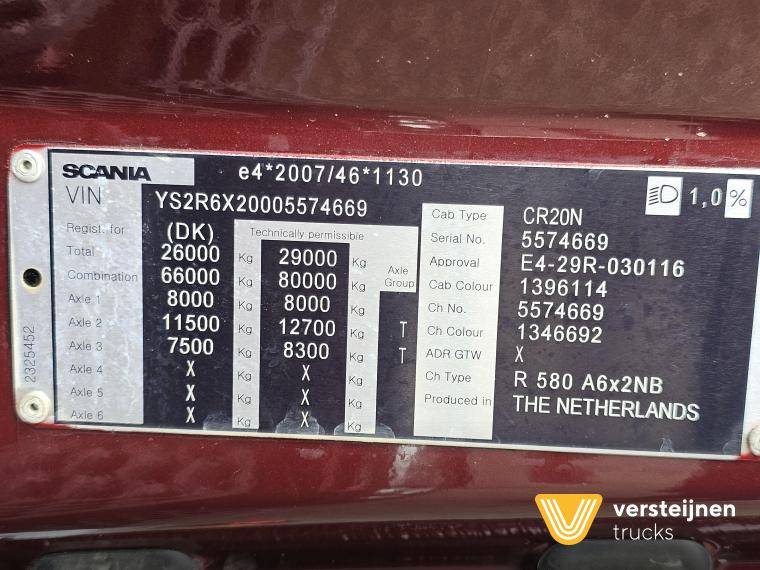 SCANIA e4*2007/46*1130
VIN YS2R6X20005574669
Regist. for (DK) Technically permissible
Total 26000 Kg 29000 Kg Axle Group
Combination 66000 Kg 80000 Kg
Axle 1 8000 Kg 8000 Kg
Axle 2 11500 Kg 12700 Kg T
Axle 3 7500 Kg 8300 Kg T
Axle 4 X Kg X Kg
Axle 5 X Kg X Kg
Axle 6 X Kg X Kg
2325452
1,0 %
Cab Type CR20N
Serial No. 5574669
Approval E4-29R-030116
Cab Colour 1396114
Ch No. 5574669
Ch Colour 1346692
ADR GTW X
Ch Type R 580 A6x2NB
Produced in THE NETHERLANDS
versteijnen
trucks